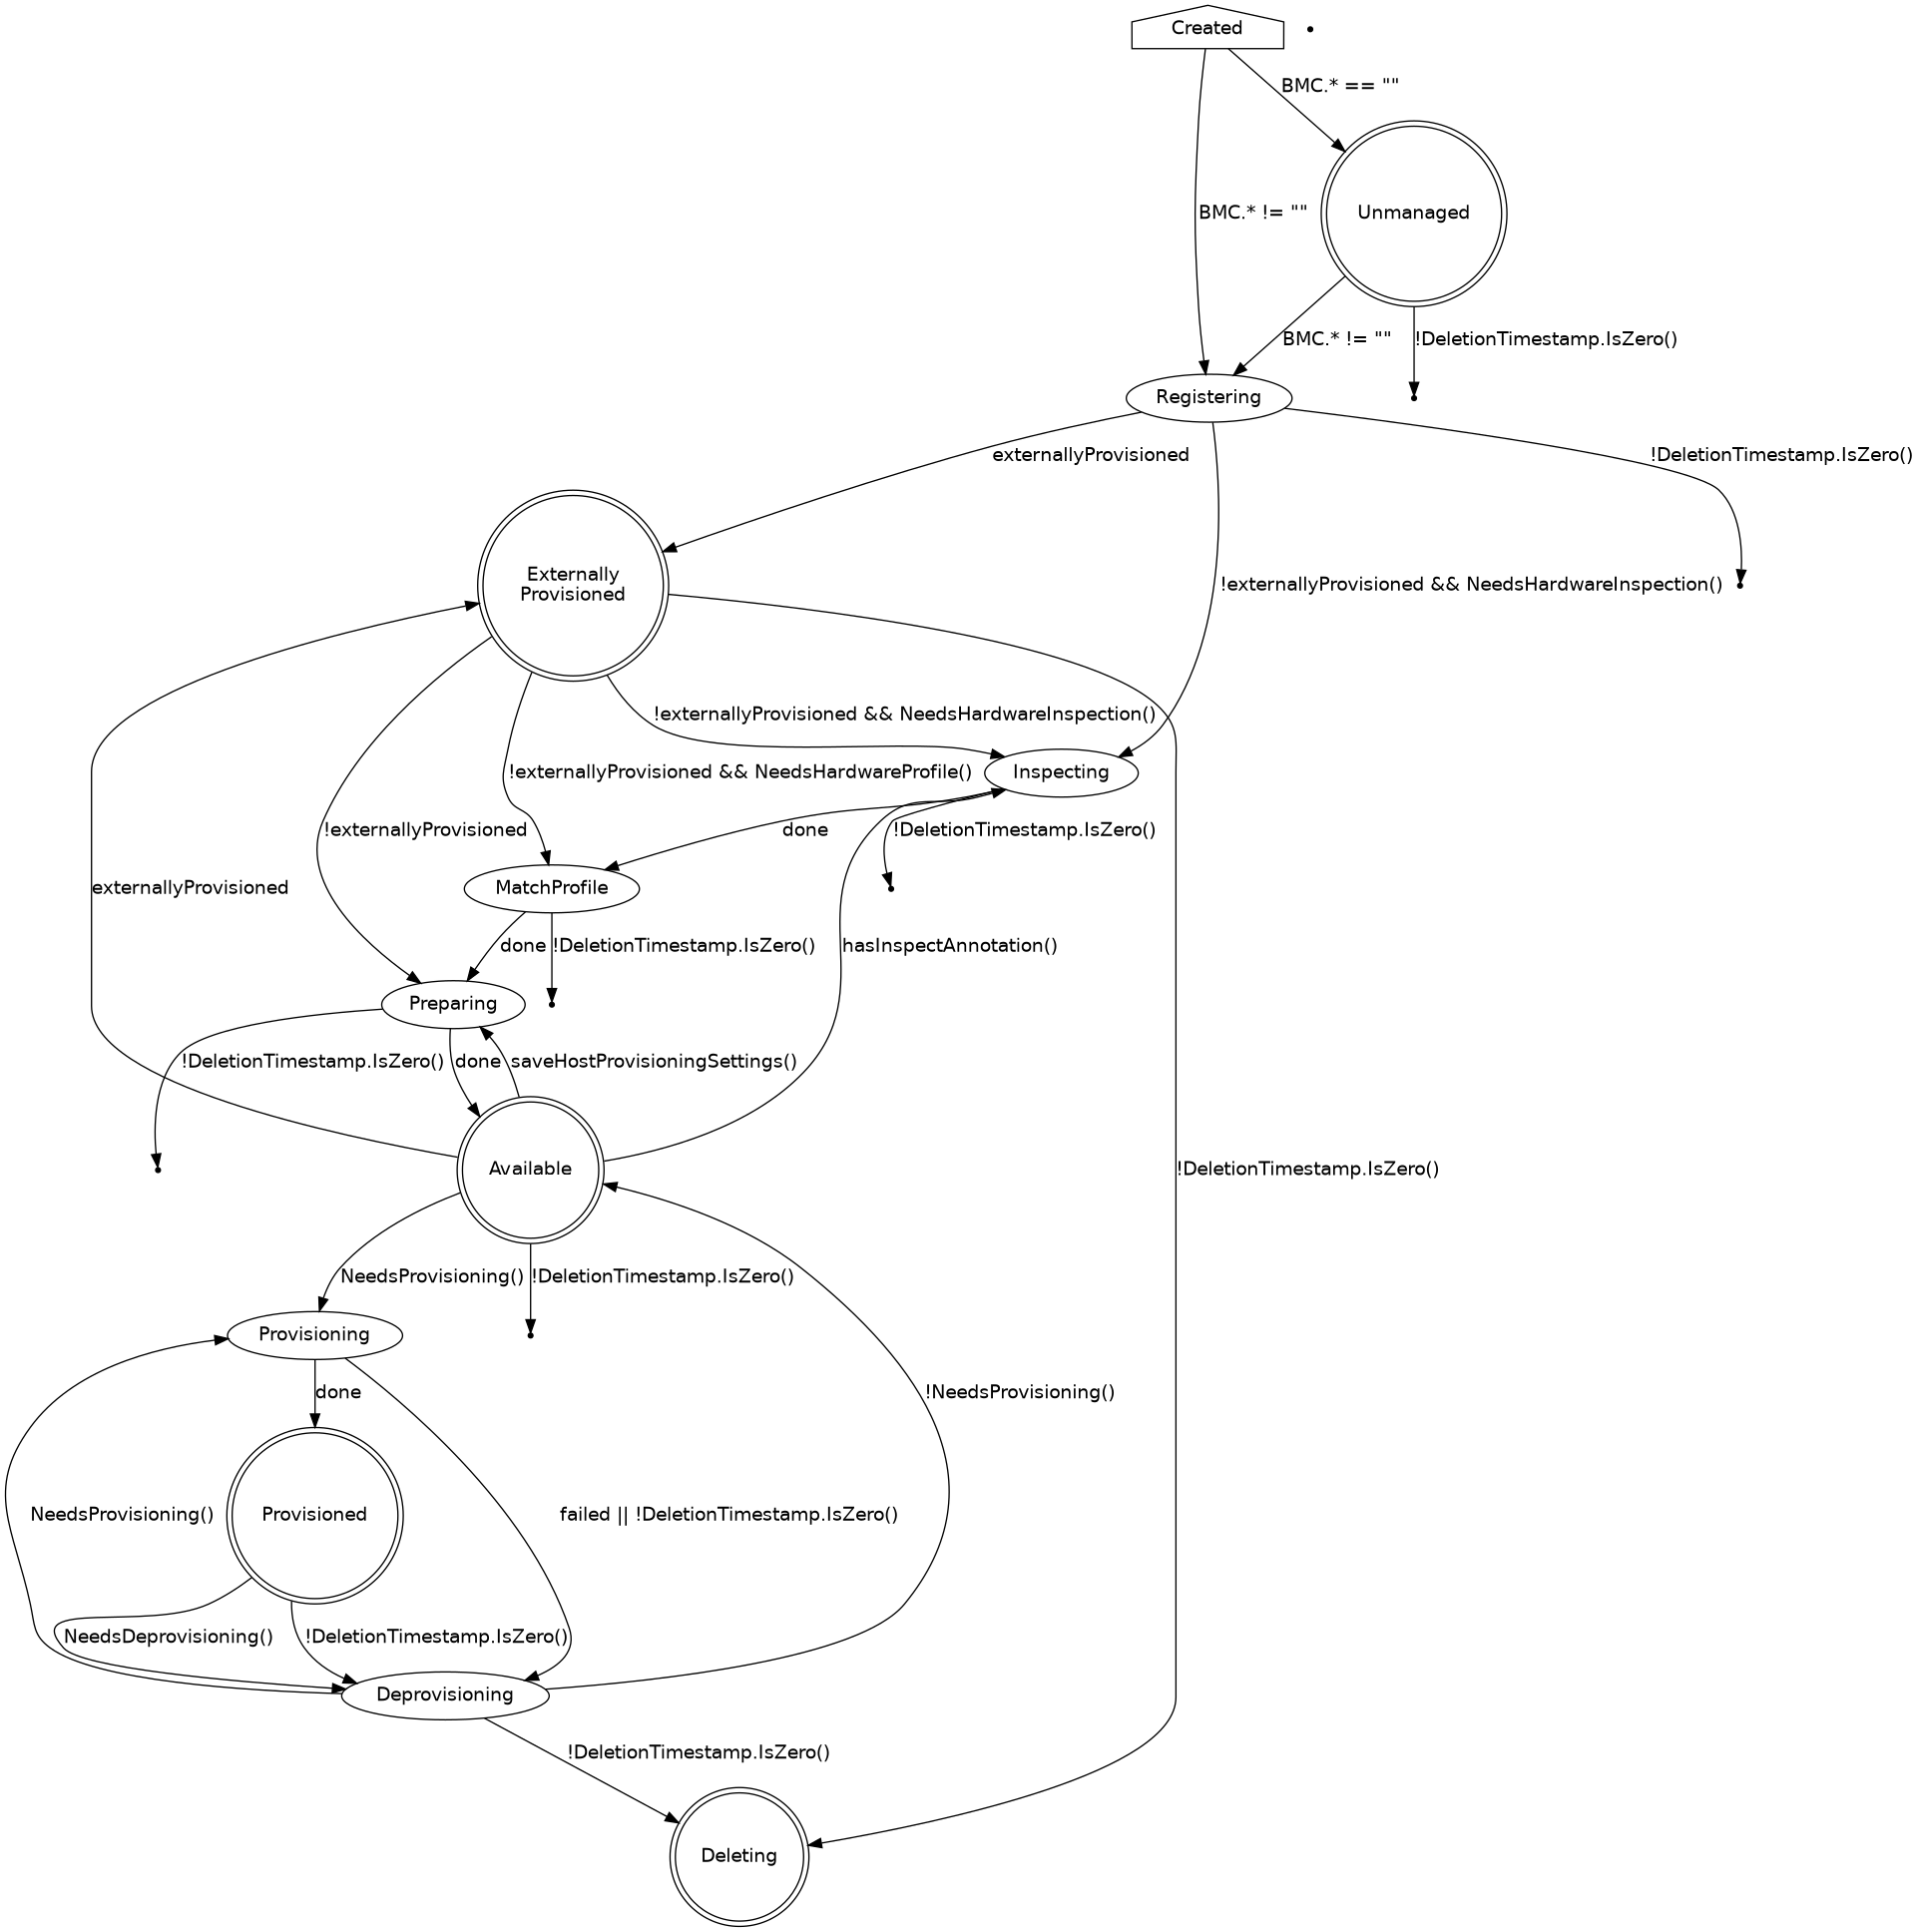 Created
BMC.* == ""
BMC.* != ""
Unmanaged
BMC.* != ""
!DeletionTimestamp.IsZero()
Registering
externallyProvisioned
!DeletionTimestamp.IsZero()
Externally
Provisioned
!externallyProvisioned && NeedsHardwareInspection()
!externallyProvisioned && NeedsHardwareInspection()
!externallyProvisioned && NeedsHardwareProfile()
Inspecting
!externallyProvisioned
done
!DeletionTimestamp.IsZero()
externallyProvisioned
MatchProfile
done
!DeletionTimestamp.IsZero()
hasInspectAnnotation()
Preparing
!DeletionTimestamp.IsZero()
done
saveHostProvisioningSettings()
Available
!DeletionTimestamp.IsZero()
NeedsProvisioning()
!DeletionTimestamp.IsZero()
Provisioning
done
!NeedsProvisioning()
NeedsProvisioning()
Provisioned
failed || !DeletionTimestamp.IsZero()
NeedsDeprovisioning()
!DeletionTimestamp.IsZero()
Deprovisioning
!DeletionTimestamp.IsZero()
Deleting